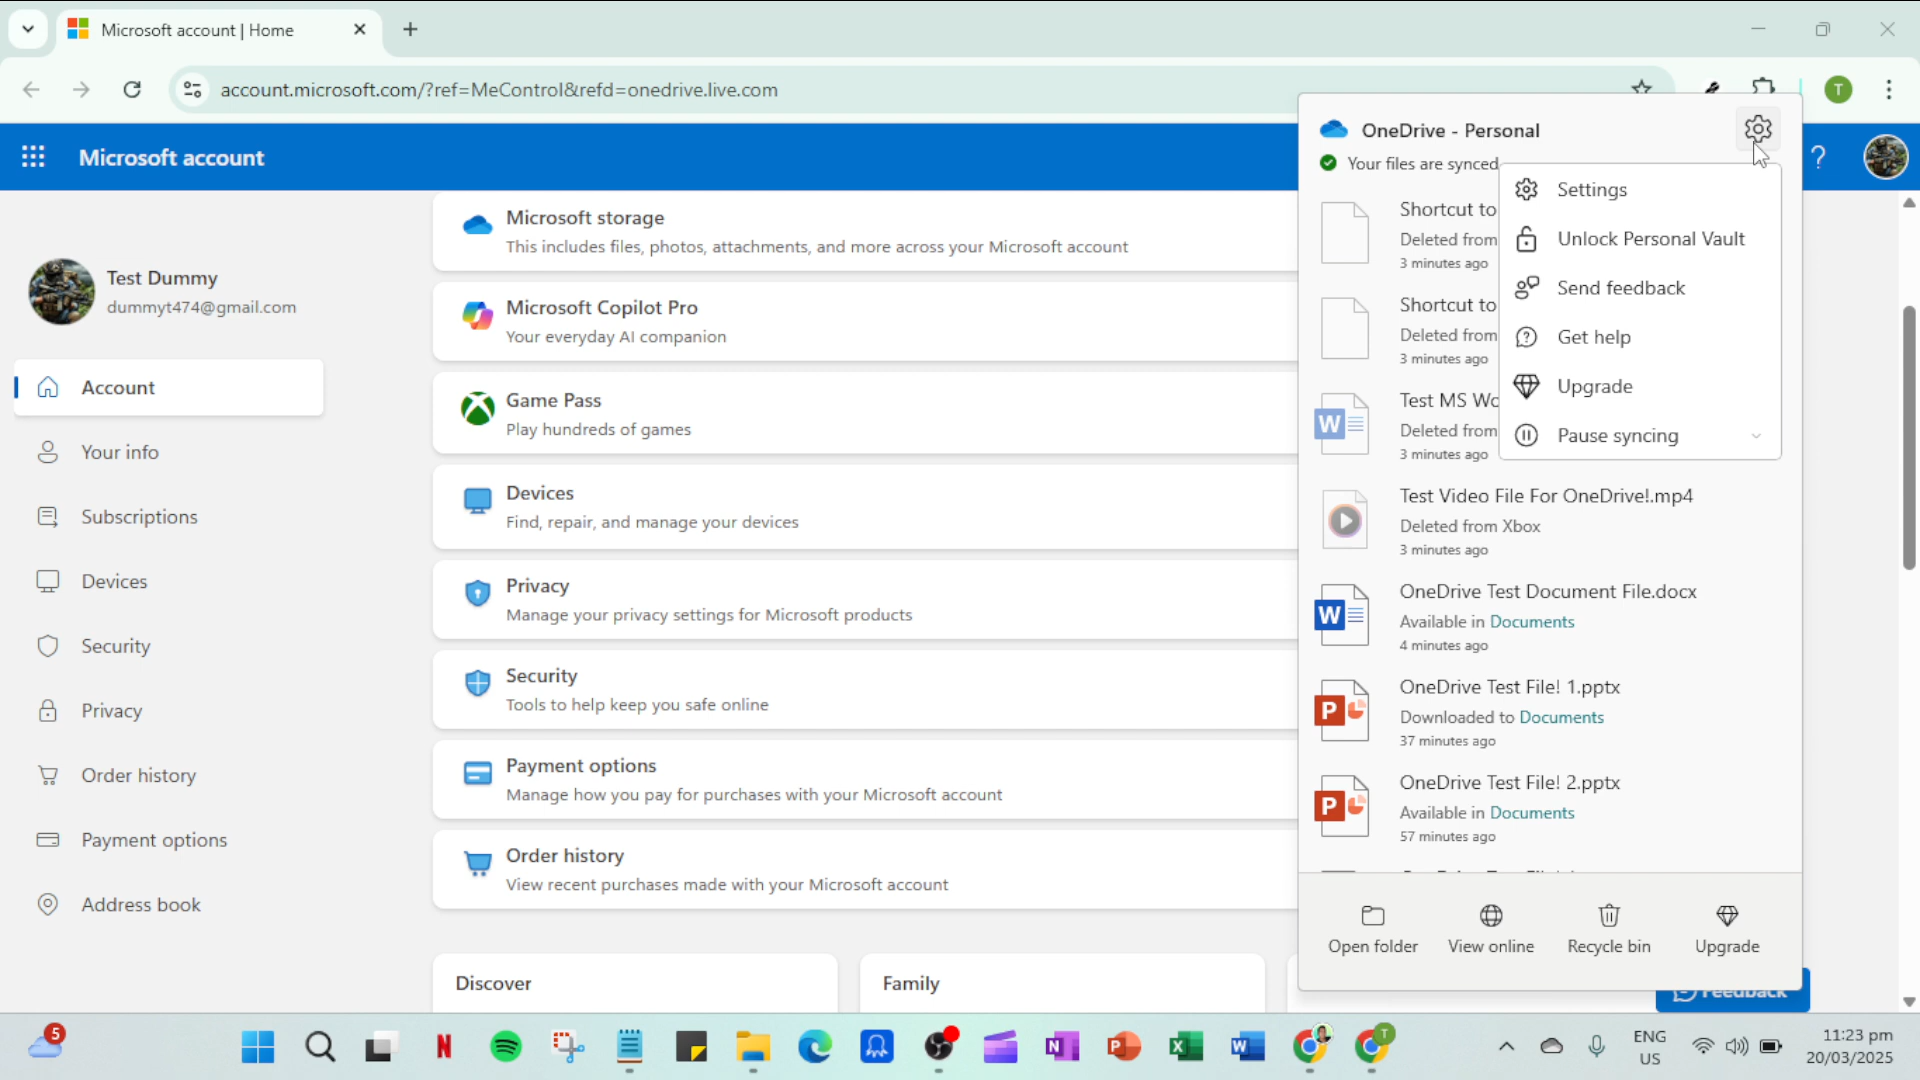 Microsoft account | Home
account.microsoft.com/?ref=MeControl&refd=onedrive.live.com
T
Microsoft account
Test Dummy
dummyt474@gmail.com
Account
Your info
Subscriptions
Devices
Security
Privacy
Order history
Payment options
Address book
Microsoft storage
This includes files, photos, attachments, and more across your Microsoft account
Microsoft Copilot Pro
Your everyday AI companion
Game Pass
Play hundreds of games
Devices
Find, repair, and manage your devices
Privacy
Manage your privacy settings for Microsoft products
Security
Tools to help keep you safe online
Payment options
Manage how you pay for purchases with your Microsoft account
Order history
View recent purchases made with your Microsoft account
Discover
Family
OneDrive - Personal
Your files are synced
Settings
Unlock Personal Vault
Send feedback
Get help
Upgrade
Pause syncing
Shortcut to
Deleted from
3 minutes ago
Shortcut to
Deleted from
3 minutes ago
Test MS Wo
Deleted from
3 minutes ago
Test Video File For OneDrive!.mp4
Deleted from Xbox
3 minutes ago
OneDrive Test Document File.docx
Available in Documents
4 minutes ago
OneDrive Test File! 1.pptx
Downloaded to Documents
37 minutes ago
OneDrive Test File! 2.pptx
Available in Documents
57 minutes ago
Open folder
View online
Recycle bin
Upgrade
Feedback
5
ENG
US
11:23 pm
20/03/2025